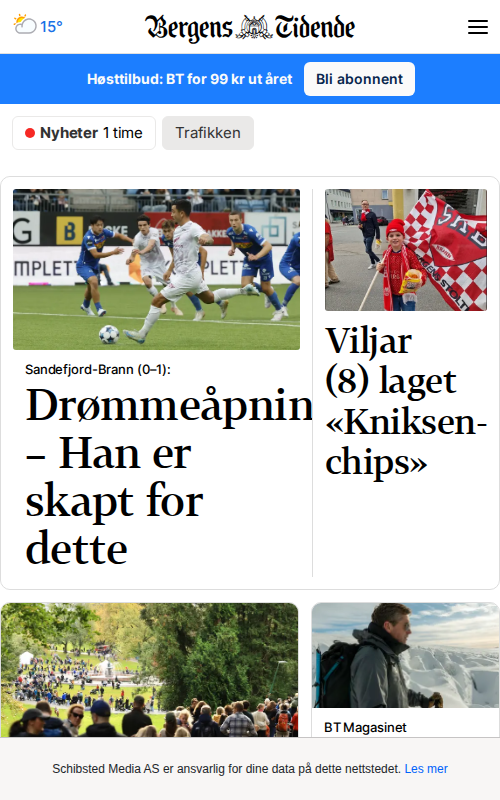 15°
Bergens Tidende
Høsttilbud: BT for 99 kr ut året
Bli abonnent
Nyheter 1 time
Trafikken
Sandefjord-Brann (0–1):
Drømmeåpnin
– Han er
skapt for
dette
Viljar
(8) laget
«Kniksen-
chips»
BT Magasinet
Schibsted Media AS er ansvarlig for dine data på dette nettstedet. Les mer